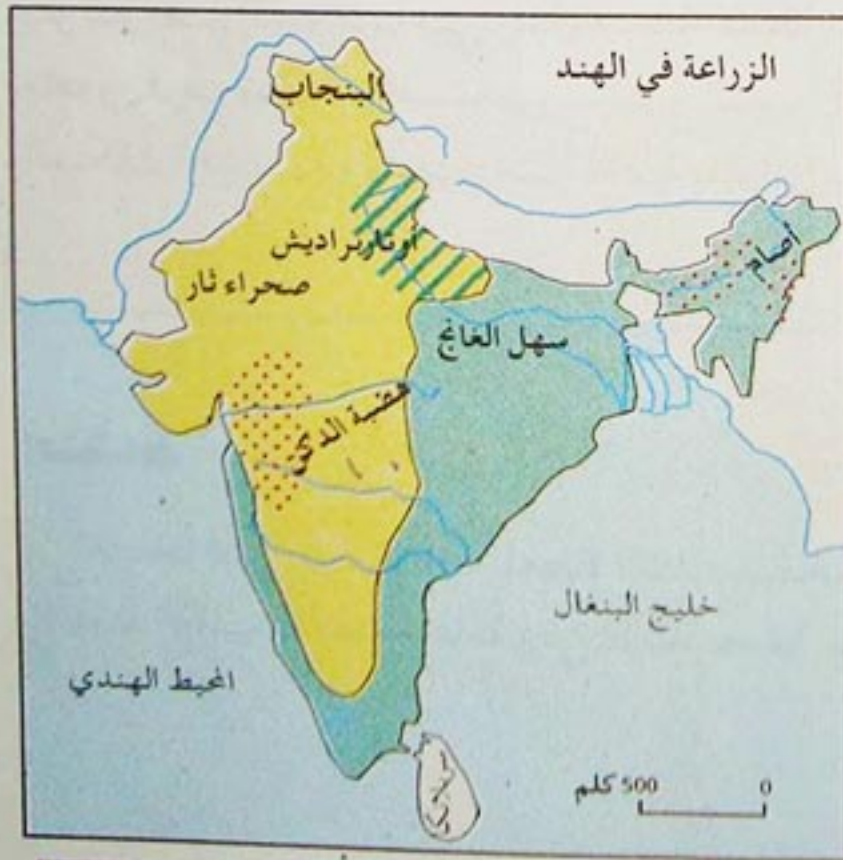 الزراعة في الهند
البنجاب
أوتاربراديش
صحراء ثار
أصام
سهل الغانج
هضبة الدكن
خليج البنغال
المحيط الهندي
500 كلم 0